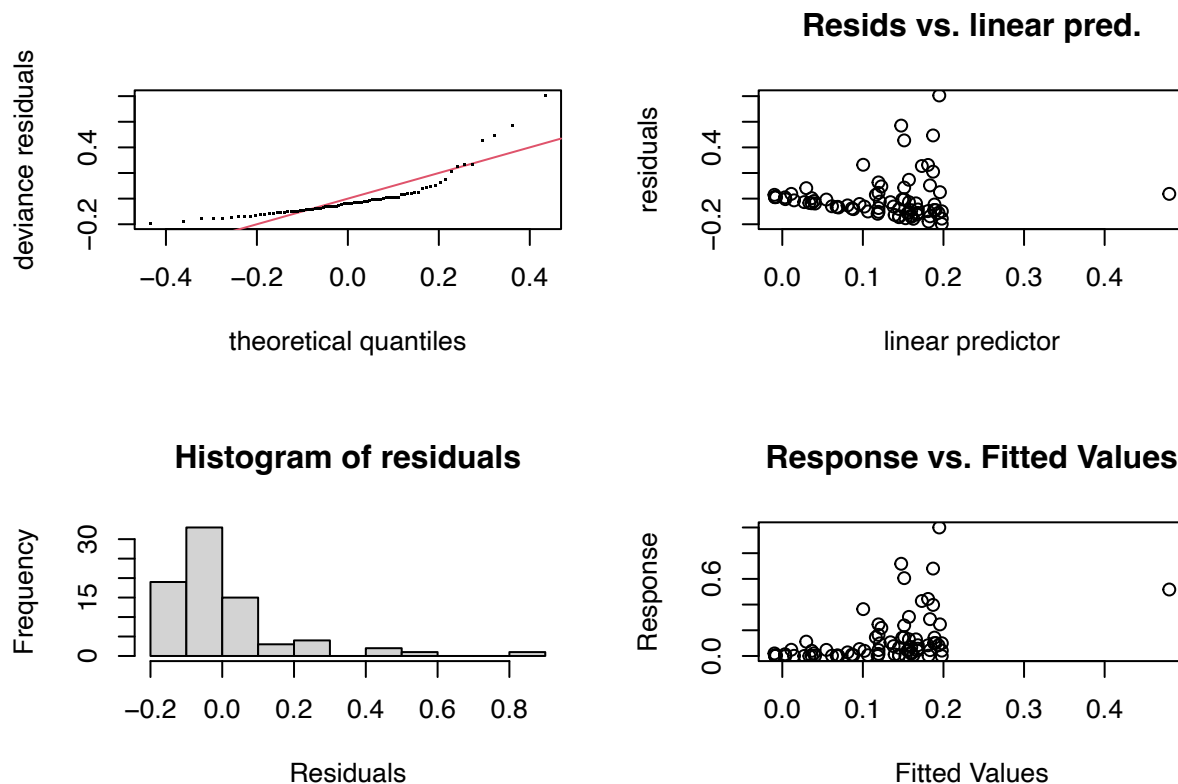 deviance residuals
0.4
−0.2
−0.4 −0.2 0.0 0.2 0.4
theoretical quantiles
Resids vs. linear pred.
residuals
0.4
−0.2
0.0 0.1 0.2 0.3 0.4
linear predictor
Histogram of residuals
Frequency
30
15
0
−0.2 0.0 0.2 0.4 0.6 0.8
Residuals
Response vs. Fitted Values
Response
0.6
0.0
0.0 0.1 0.2 0.3 0.4
Fitted Values